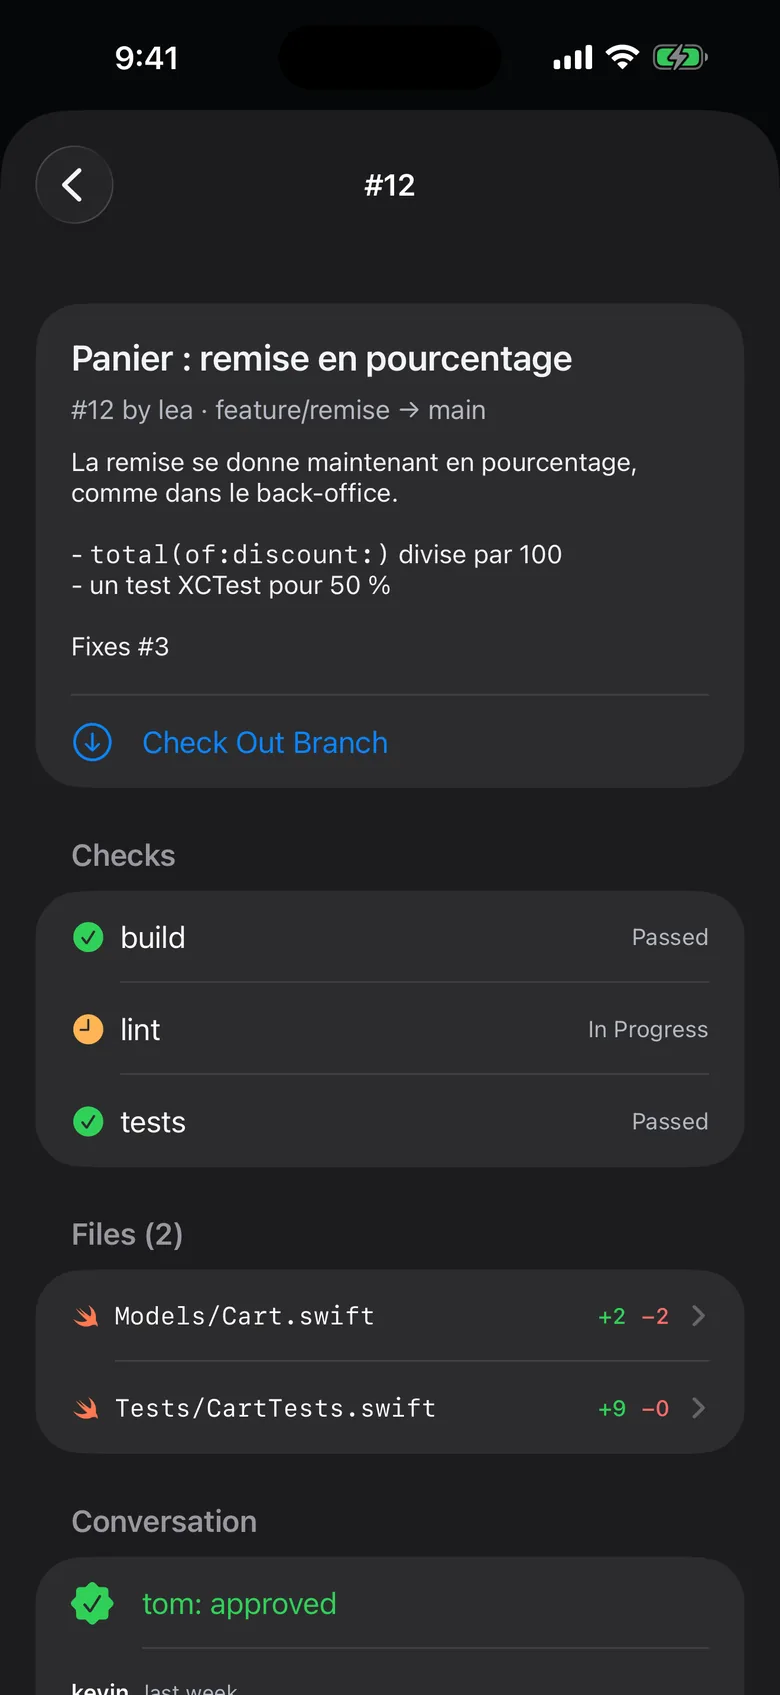 9:41
#12
Panier : remise en pourcentage
#12 by lea · feature/remise → main
La remise se donne maintenant en pourcentage,
comme dans le back-office.
- total(of:discount:) divise par 100
- un test XCTest pour 50 %
Fixes #3
Check Out Branch
Checks
build Passed
lint In Progress
tests Passed
Files (2)
Models/Cart.swift +2 −2
Tests/CartTests.swift +9 −0
Conversation
tom: approved
kevin last week